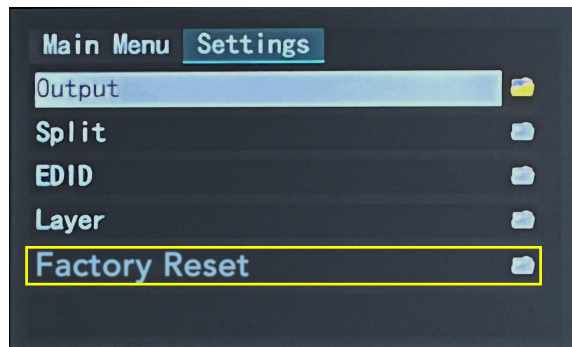 Main Menu Settings
Output
Split
EDID
Layer
Factory Reset